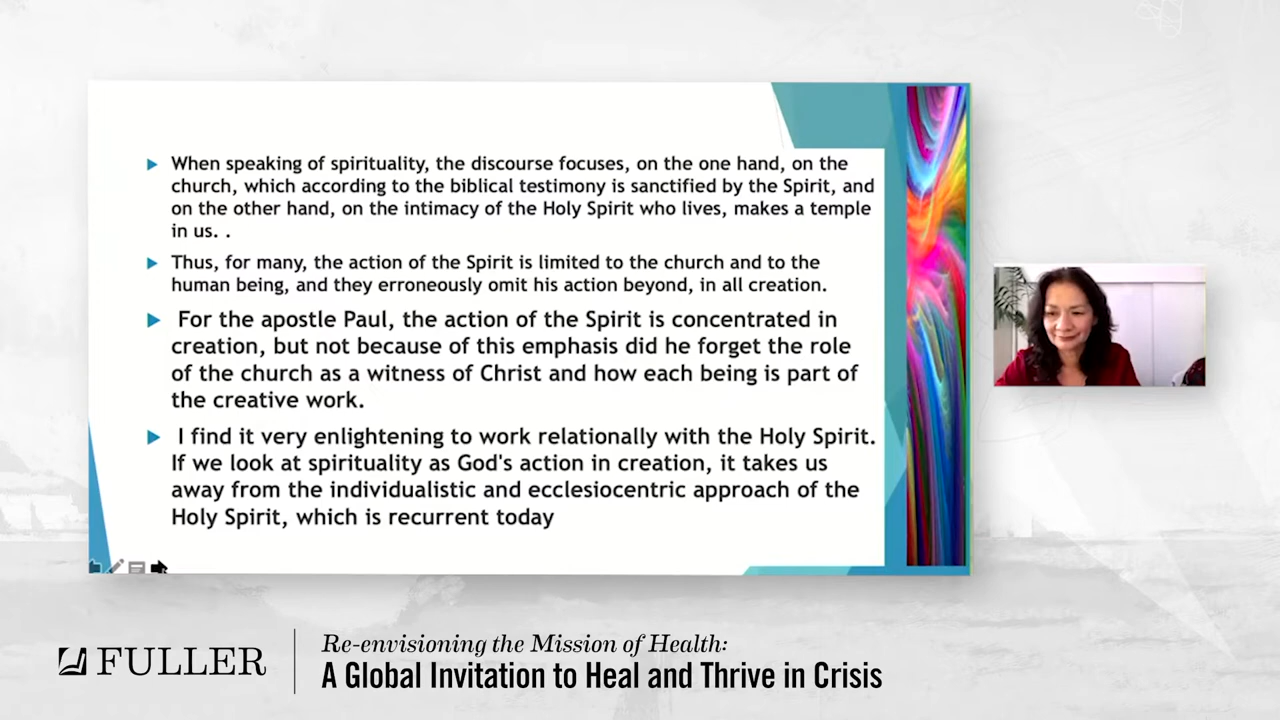 When speaking of spirituality, the discourse focuses, on the one hand, on the
church, which according to the biblical testimony is sanctified by the Spirit, and
on the other hand, on the intimacy of the Holy Spirit who lives, makes a temple
in us. .
Thus, for many, the action of the Spirit is limited to the church and to the
human being, and they erroneously omit his action beyond, in all creation.
For the apostle Paul, the action of the Spirit is concentrated in
creation, but not because of this emphasis did he forget the role
of the church as a witness of Christ and how each being is part of
the creative work.
I find it very enlightening to work relationally with the Holy Spirit.
If we look at spirituality as God's action in creation, it takes us
away from the individualistic and ecclesiocentric approach of the
Holy Spirit, which is recurrent today
FULLER
Re-envisioning the Mission of Health:
A Global Invitation to Heal and Thrive in Crisis